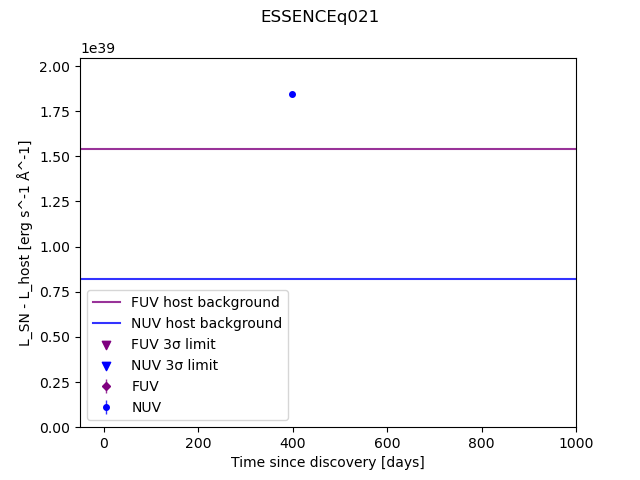 ESSENCEq021
1e39
2.00
1.75
1.50
1.25
1.00
0.75
0.50
0.25
0.00
L_SN - L_host [erg s^-1 Å^-1]
FUV host background
NUV host background
FUV 3σ limit
NUV 3σ limit
FUV
NUV
0 200 400 600 800 1000
Time since discovery [days]